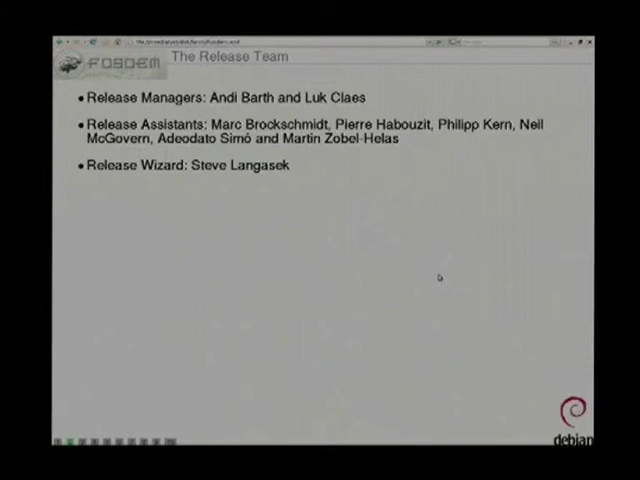 FOSDEM
The Release Team
Release Managers: Andi Barth and Luk Claes
Release Assistants: Marc Brockschmidt, Pierre Habouzit, Philipp Kern, Neil
McGovern, Adeodato Simó and Martin Zobel-Helas
Release Wizard: Steve Langasek
debian